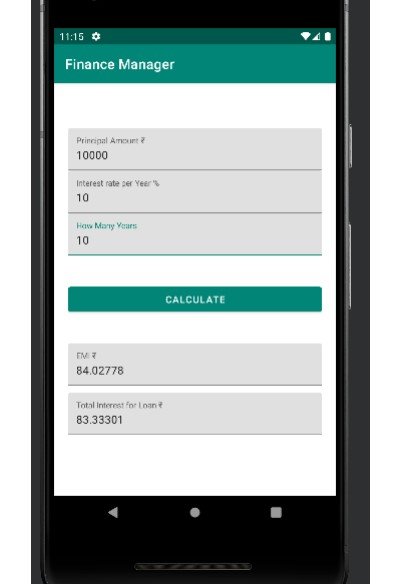 11:15
Finance Manager
Principal Amount ₹
10000
Interest rate per Year %
10
How Many Years
10
CALCULATE
EMI ₹
84.02778
Total Interest for Loan ₹
83.33301